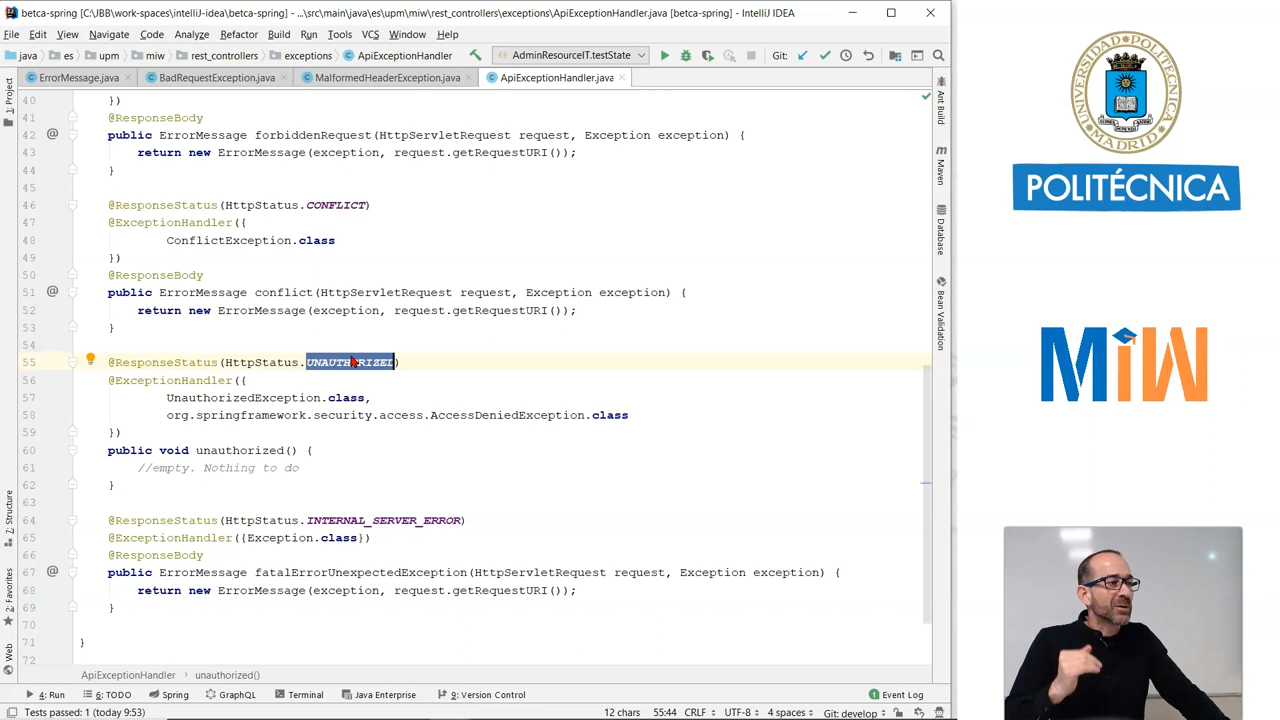 betca-spring [C:\JBB\work-spaces\intelliJ-idea\betca-spring] - ...\src\main\java\es\upm\miw\rest_controllers\exceptions\ApiExceptionHandler.java [betca-spring] - IntelliJ IDEA
File Edit View Navigate Code Analyze Refactor Build Run Tools VCS Window Help
java es upm miw rest_controllers exceptions ApiExceptionHandler AdminResourceIT.testState Git:
ErrorMessage.java BadRequestException.java MalformedHeaderException.java ApiExceptionHandler.java
40 })
41 @ResponseBody
42 @ public ErrorMessage forbiddenRequest(HttpServletRequest request, Exception exception) {
43 return new ErrorMessage(exception, request.getRequestURI());
44 }
45
46 @ResponseStatus(HttpStatus.CONFLICT)
47 @ExceptionHandler({
48 ConflictException.class
49 })
50 @ResponseBody
51 @ public ErrorMessage conflict(HttpServletRequest request, Exception exception) {
52 return new ErrorMessage(exception, request.getRequestURI());
53 }
54
55 @ResponseStatus(HttpStatus.UNAUTHORIZED)
56 @ExceptionHandler({
57 UnauthorizedException.class,
58 org.springframework.security.access.AccessDeniedException.class
59 })
60 public void unauthorized() {
61 //empty. Nothing to do
62 }
63
64 @ResponseStatus(HttpStatus.INTERNAL_SERVER_ERROR)
65 @ExceptionHandler({Exception.class})
66 @ResponseBody
67 @ public ErrorMessage fatalErrorUnexpectedException(HttpServletRequest request, Exception exception) {
68 return new ErrorMessage(exception, request.getRequestURI());
69 }
70
71 }
72
ApiExceptionHandler unauthorized()
4: Run 6: TODO Spring GraphQL Terminal Java Enterprise 9: Version Control Event Log
Tests passed: 1 (today 9:53) 12 chars 55:44 CRLF UTF-8 4 spaces Git: develop
1: Project
7: Structure
2: Favorites
Web
Ant Build
Maven
Database
Bean Validation
POLITÉCNICA
MiW